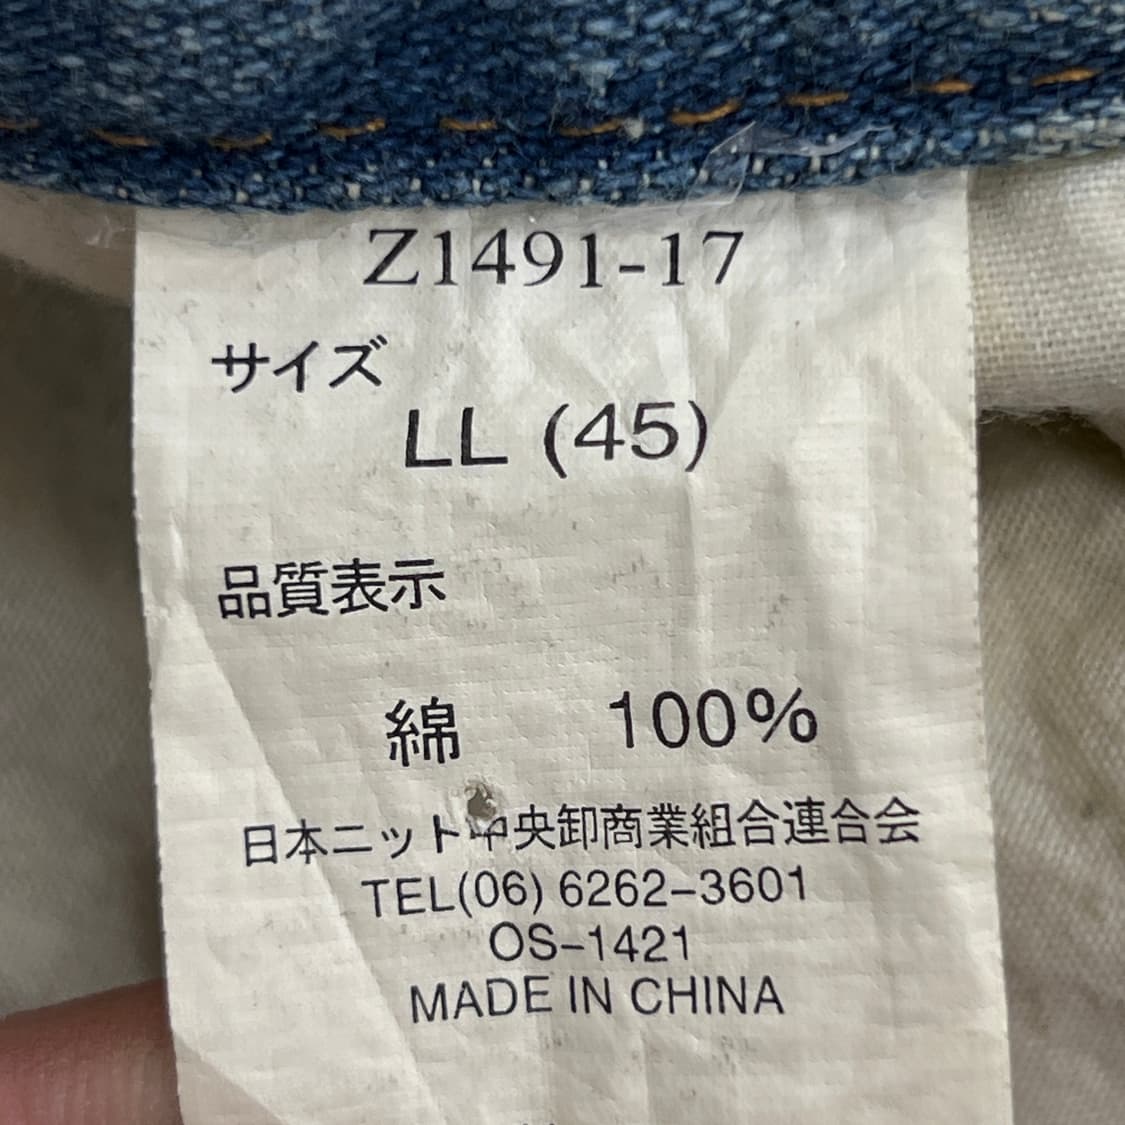 Z1491-17
サイズ
LL (45)
品質表示
綿 100%
日本ニット中央卸商業組合連合会
TEL(06) 6262-3601
OS-1421
MADE IN CHINA